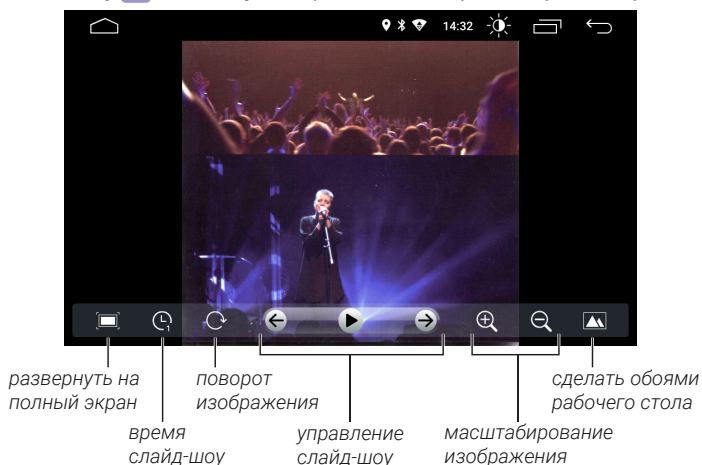 14:32
1
развернуть на
полный экран
поворот
изображения
сделать обоями
рабочего стола
время
слайд-шоу
управление
слайд-шоу
масштабирование
изображения